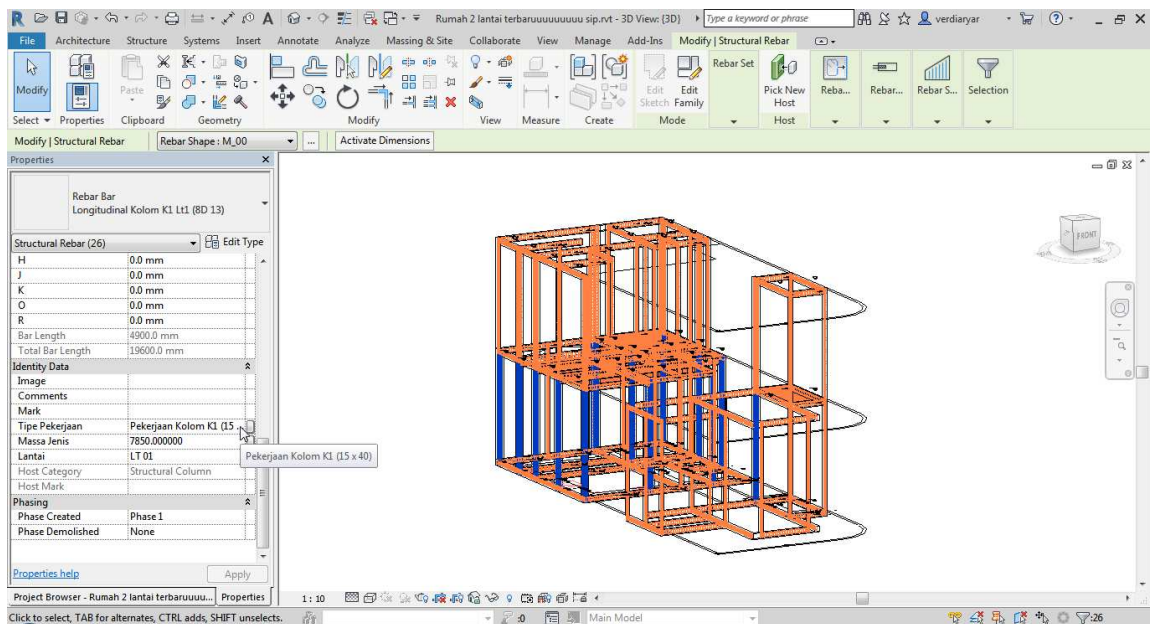 Rumah 2 lantai terbaruuuuuuuuu sip.rvt - 3D View: {3D}
Type a keyword or phrase
verdiaryar
File Architecture Structure Systems Insert Annotate Analyze Massing & Site Collaborate View Manage Add-Ins Modify | Structural Rebar
Modify
Paste
Edit Sketch
Edit Family
Rebar Set
Pick New Host
Reba...
Rebar...
Rebar S...
Selection
Select Properties Clipboard Geometry Modify View Measure Create Mode Host
Modify | Structural Rebar Rebar Shape : M_00 ... Activate Dimensions
Properties
Rebar Bar
Longitudinal Kolom K1 Lt1 (8D 13)
Structural Rebar (26) Edit Type
H 0.0 mm
J 0.0 mm
K 0.0 mm
O 0.0 mm
R 0.0 mm
Bar Length 4900.0 mm
Total Bar Length 19600.0 mm
Identity Data
Image
Comments
Mark
Tipe Pekerjaan Pekerjaan Kolom K1 (15 ...
Massa Jenis 7850.000000
Pekerjaan Kolom K1 (15 x 40)
Lantai LT 01
Host Category Structural Column
Host Mark
Phasing
Phase Created Phase 1
Phase Demolished None
Properties help Apply
Project Browser - Rumah 2 lantai terbaruuuu... Properties
FRONT
1 : 10
Click to select, TAB for alternates, CTRL adds, SHIFT unselects.
:0 Main Model :26